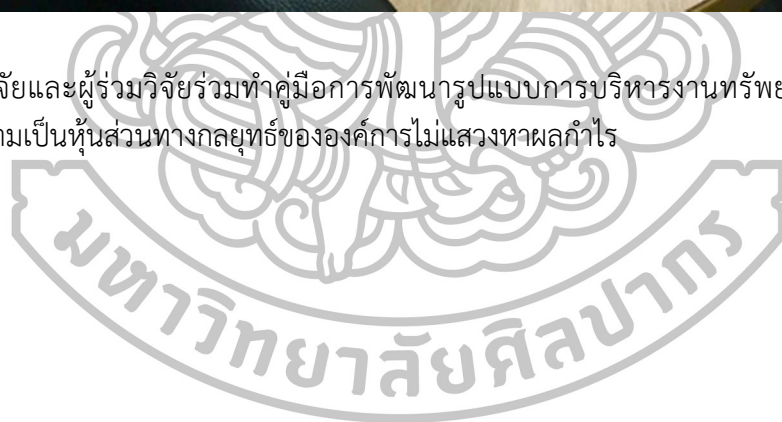 จัยและผู้ร่วมวิจัยร่วมทำคู่มือการพัฒนารูปแบบการบริหารงานทรัพย
ามเป็นหุ้นส่วนทางกลยุทธ์ขององค์การไม่แสวงหาผลกำไร
มหาวิทยาลัยศิลปากร